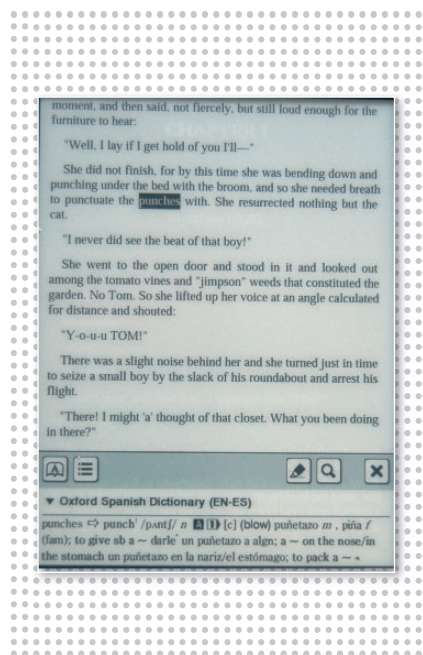 moment, and then said, not fiercely, but still loud enough for the
furniture to hear:
"Well, I lay if I get hold of you I'll—"
She did not finish, for by this time she was bending down and
punching under the bed with the broom, and so she needed breath
to punctuate the punches with. She resurrected nothing but the
cat.
"I never did see the beat of that boy!"
She went to the open door and stood in it and looked out
among the tomato vines and "jimpson" weeds that constituted the
garden. No Tom. So she lifted up her voice at an angle calculated
for distance and shouted:
"Y-o-u-u TOM!"
There was a slight noise behind her and she turned just in time
to seize a small boy by the slack of his roundabout and arrest his
flight.
"There! I might 'a' thought of that closet. What you been doing
in there?"
▼ Oxford Spanish Dictionary (EN-ES)
punches ⇨ punch¹ /pʌntʃ/ n A 1 [c] (blow) puñetazo m , piña f
(fam); to give sb a ~ darle* un puñetazo a algn; a ~ on the nose/in
the stomach un puñetazo en la nariz/el estómago; to pack a ~ «